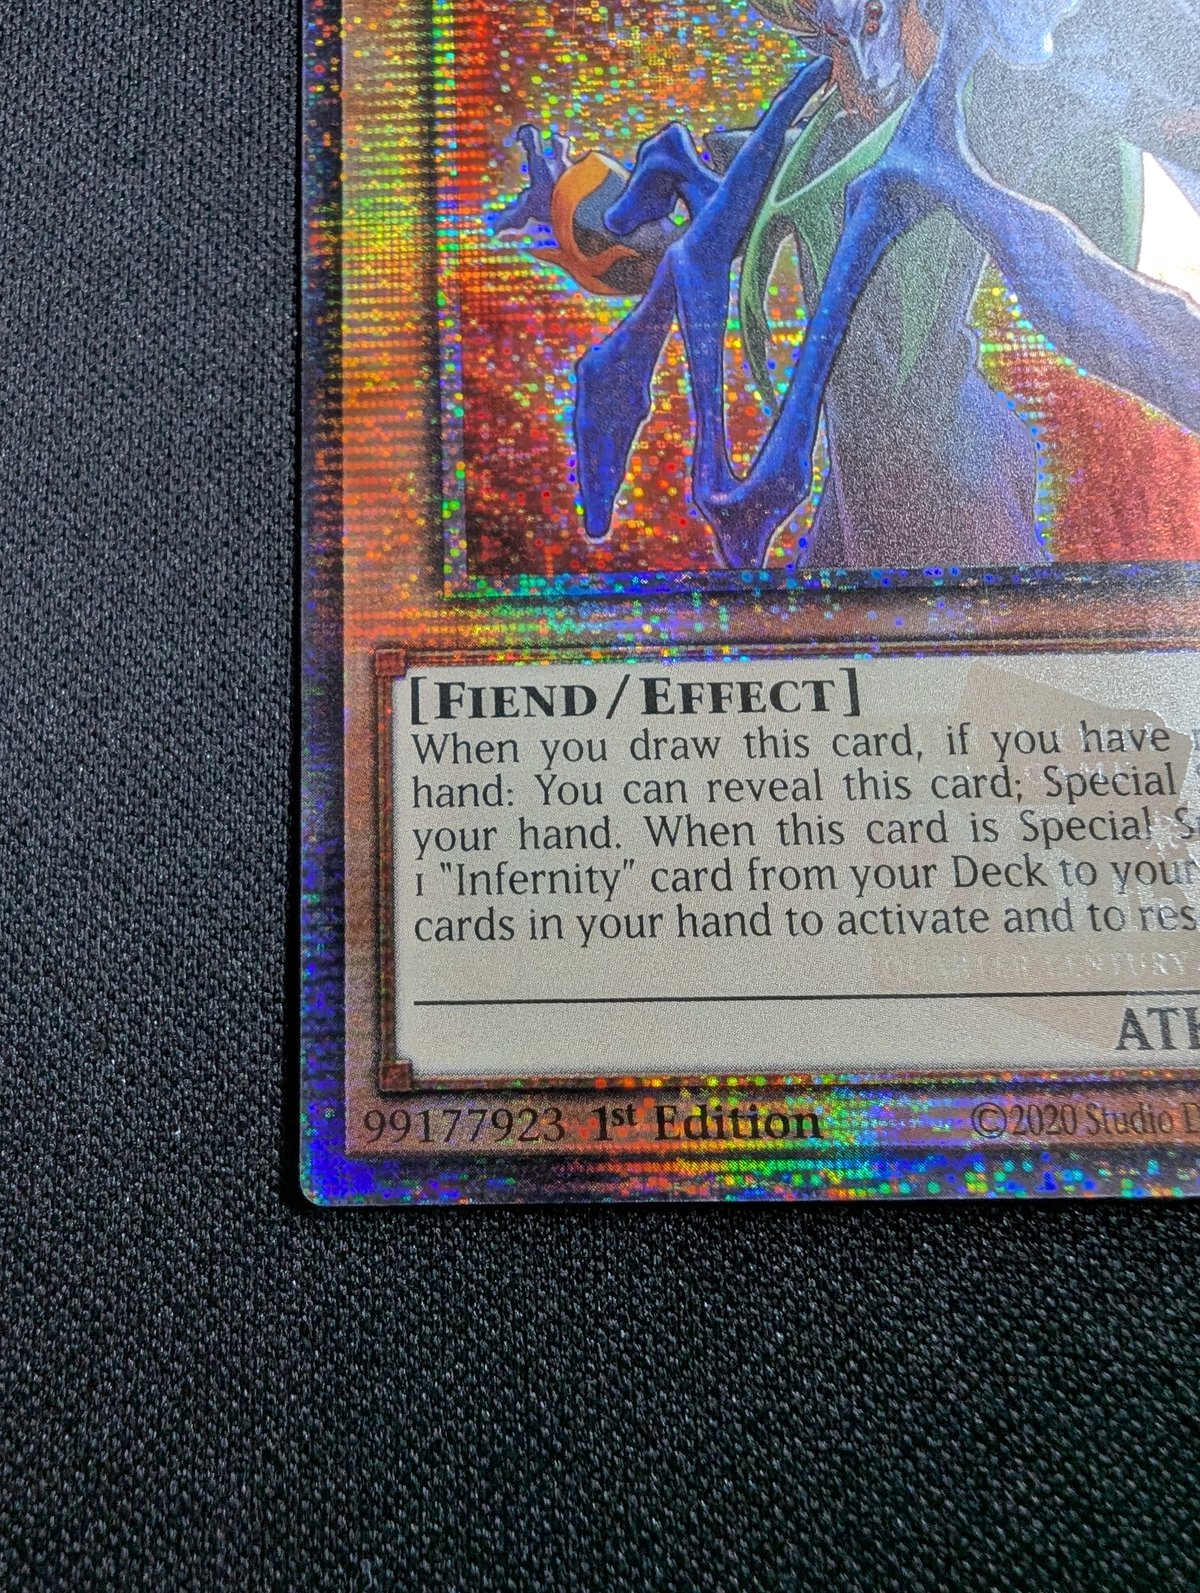 [FIEND/EFFECT]
When you draw this card, if you have
hand: You can reveal this card; Special
your hand. When this card is Special S
1 "Infernity" card from your Deck to your
cards in your hand to activate and to res
ATK
99177923 1st Edition ©2020 Studio D
CENTURY